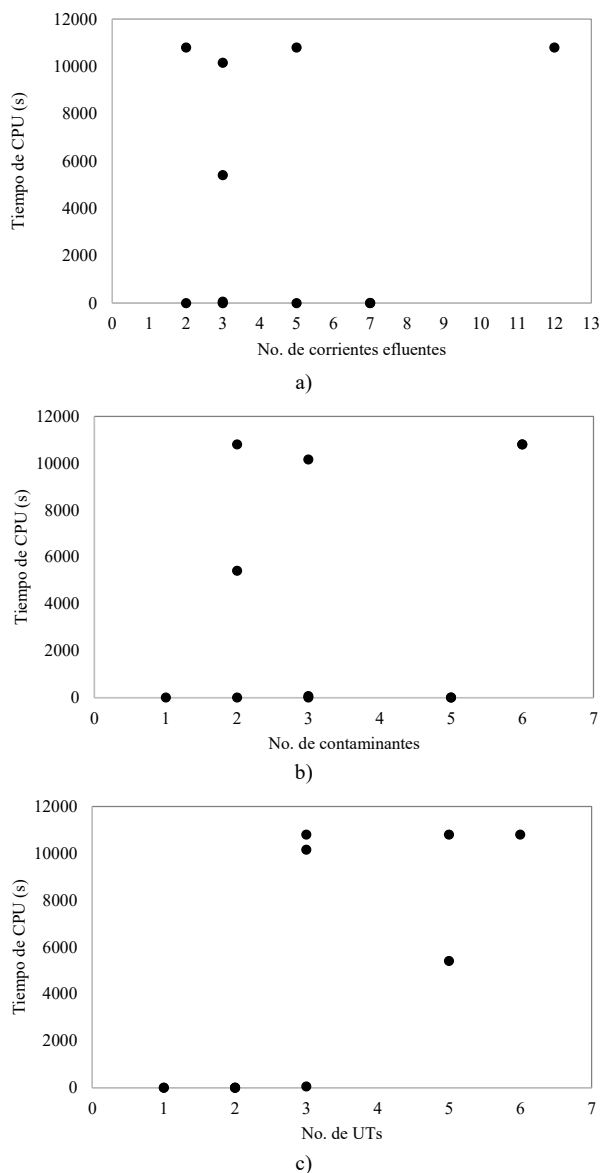 12000
10000
8000
6000
4000
2000
0
Tiempo de CPU (s)
0 1 2 3 4 5 6 7 8 9 10 11 12 13
No. de corrientes efluentes
a)
12000
10000
8000
6000
4000
2000
0
Tiempo de CPU (s)
0 1 2 3 4 5 6 7
No. de contaminantes
b)
12000
10000
8000
6000
4000
2000
0
Tiempo de CPU (s)
0 1 2 3 4 5 6 7
No. de UTs
c)